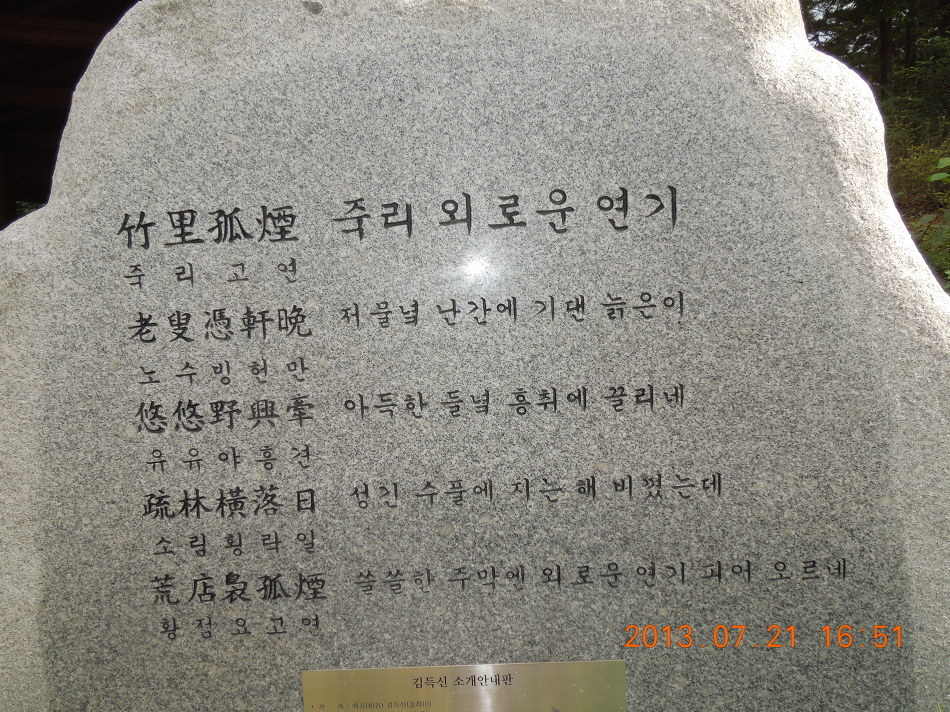 竹里孤煙 죽리 외로운 연기
죽리고연
老叟憑軒晩 저물녘 난간에 기댄 늙은이
노수빙헌만
悠悠野興牽 아득한 들녘 흥취에 끌리네
유유야흥견
疏林橫落日 성긴 수풀에 지는 해 비꼈는데
소림횡락일
荒店裊孤煙 쓸쓸한 주막엔 외로운 연기 피어 오르네
황점요고연
2013.07.21 16:51
김득신 소개안내판